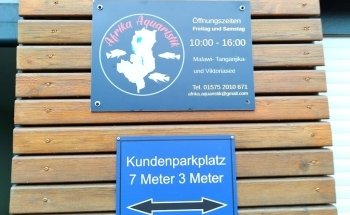 Afrika Aquaristik
Öffnungszeiten
Freitag und Samstag
10:00 - 16:00
Malawi- Tanganjika-
und Viktoriasee
Tel. 01575 2010 671
afrika.aquaristik@gmail.com
Kundenparkplatz
7 Meter 3 Meter